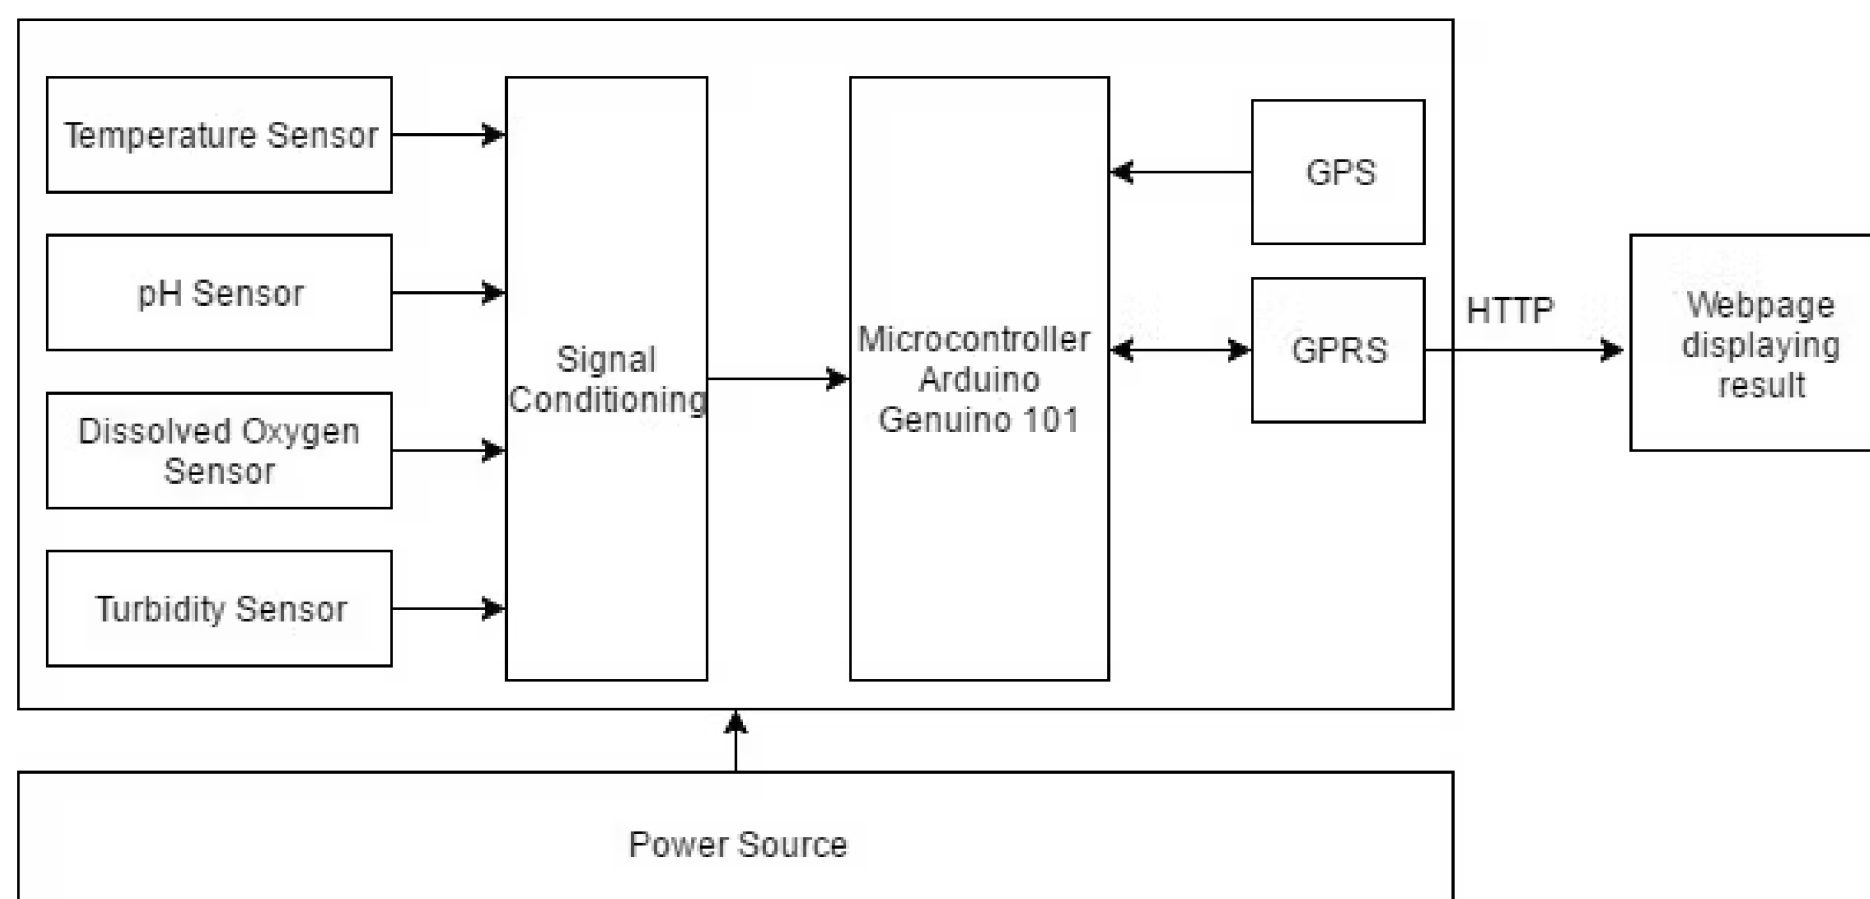 Temperature Sensor
pH Sensor
Dissolved Oxygen
Sensor
Turbidity Sensor
Signal
Conditioning
Microcontroller
Arduino
Genuino 101
GPS
GPRS
HTTP
Webpage
displaying
result
Power Source